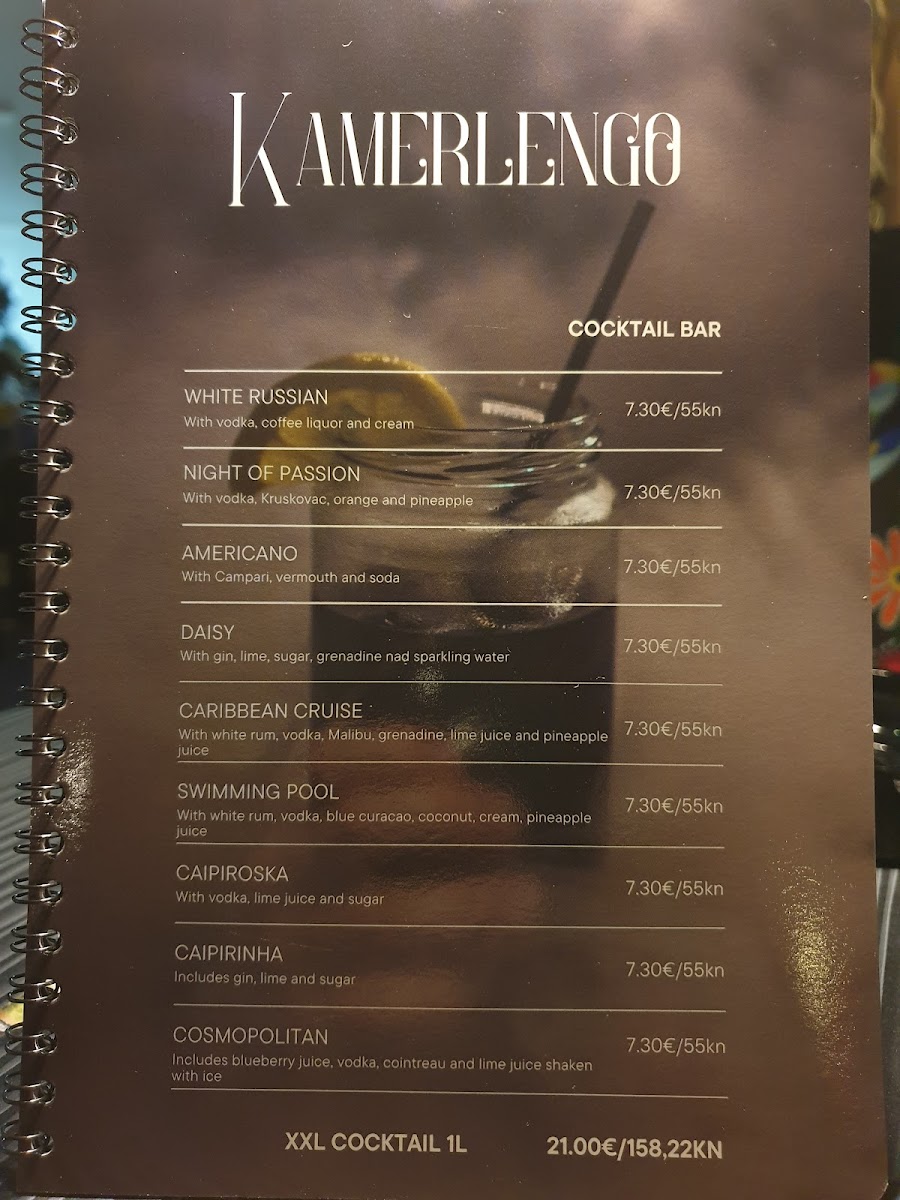 KAMERLENGO
COCKTAIL BAR
WHITE RUSSIAN
With vodka, coffee liquor and cream
7.30€/55kn
NIGHT OF PASSION
With vodka, Kruskovac, orange and pineapple
7.30€/55kn
AMERICANO
With Campari, vermouth and soda
7.30€/55kn
DAISY
With gin, lime, sugar, grenadine nad sparkling water
7.30€/55kn
CARIBBEAN CRUISE
With white rum, vodka, Malibu, grenadine, lime juice and pineapple
juice
7.30€/55kn
SWIMMING POOL
With white rum, vodka, blue curacao, coconut, cream, pineapple
juice
7.30€/55kn
CAIPIROSKA
With vodka, lime juice and sugar
7.30€/55kn
CAIPIRINHA
Includes gin, lime and sugar
7.30€/55kn
COSMOPOLITAN
Includes blueberry juice, vodka, cointreau and lime juice shaken
with ice
7.30€/55kn
XXL COCKTAIL 1L 21.00€/158,22KN